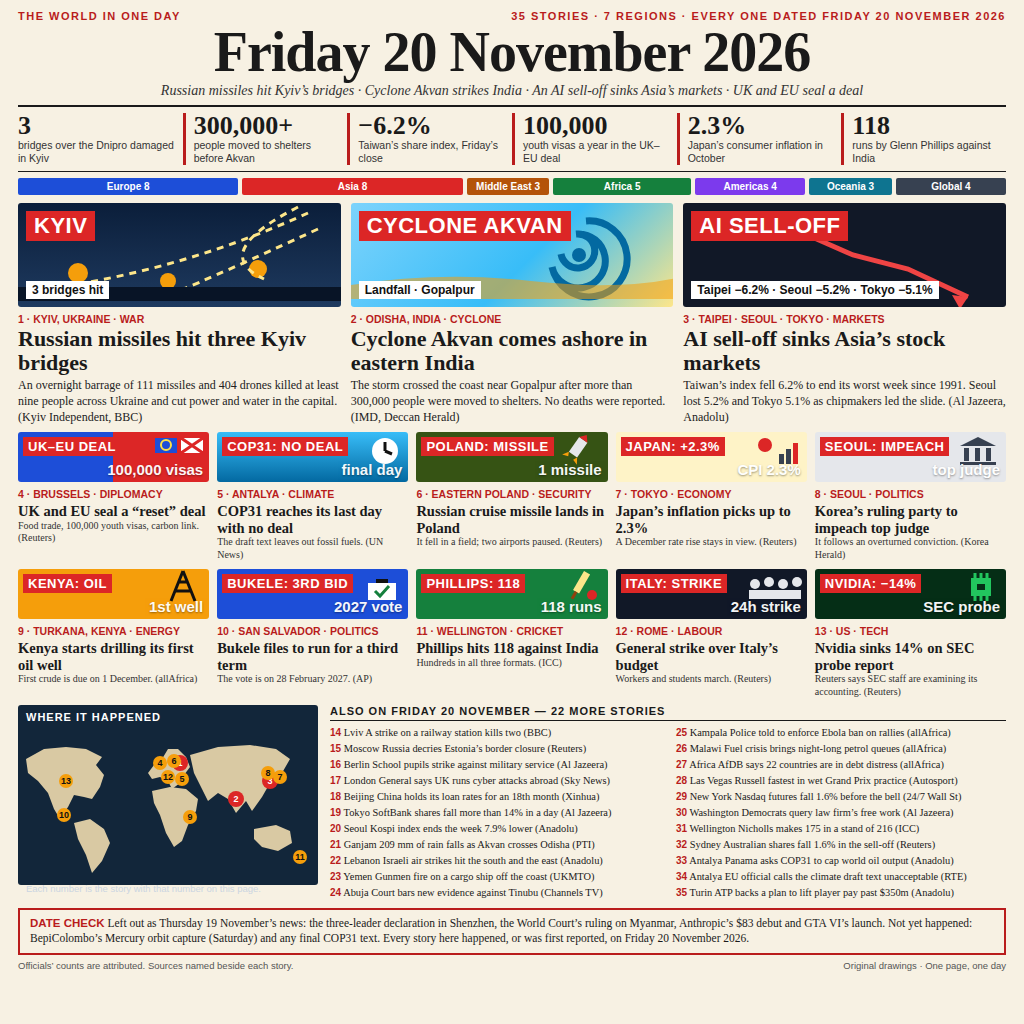 THE WORLD IN ONE DAY
35 STORIES · 7 REGIONS · EVERY ONE DATED FRIDAY 20 NOVEMBER 2026
Friday 20 November 2026
Russian missiles hit Kyiv’s bridges · Cyclone Akvan strikes India · An AI sell-off sinks Asia’s markets · UK and EU seal a deal
3
bridges over the Dnipro damaged
in Kyiv
300,000+
people moved to shelters
before Akvan
−6.2%
Taiwan’s share index, Friday’s
close
100,000
youth visas a year in the UK–
EU deal
2.3%
Japan’s consumer inflation in
October
118
runs by Glenn Phillips against
India
Europe 8
Asia 8
Middle East 3
Africa 5
Americas 4
Oceania 3
Global 4
KYIV
3 bridges hit
CYCLONE AKVAN
Landfall · Gopalpur
AI SELL-OFF
Taipei −6.2% · Seoul −5.2% · Tokyo −5.1%
1 · KYIV, UKRAINE · WAR
Russian missiles hit three Kyiv
bridges
An overnight barrage of 111 missiles and 404 drones killed at least
nine people across Ukraine and cut power and water in the capital.
(Kyiv Independent, BBC)
2 · ODISHA, INDIA · CYCLONE
Cyclone Akvan comes ashore in
eastern India
The storm crossed the coast near Gopalpur after more than
300,000 people were moved to shelters. No deaths were reported.
(IMD, Deccan Herald)
3 · TAIPEI · SEOUL · TOKYO · MARKETS
AI sell-off sinks Asia’s stock
markets
Taiwan’s index fell 6.2% to end its worst week since 1991. Seoul
lost 5.2% and Tokyo 5.1% as chipmakers led the slide. (Al Jazeera,
Anadolu)
UK–EU DEAL
100,000 visas
COP31: NO DEAL
final day
POLAND: MISSILE
1 missile
JAPAN: +2.3%
CPI 2.3%
SEOUL: IMPEACH
top judge
4 · BRUSSELS · DIPLOMACY
UK and EU seal a “reset” deal
Food trade, 100,000 youth visas, carbon link.
(Reuters)
5 · ANTALYA · CLIMATE
COP31 reaches its last day
with no deal
The draft text leaves out fossil fuels. (UN
News)
6 · EASTERN POLAND · SECURITY
Russian cruise missile lands in
Poland
It fell in a field; two airports paused. (Reuters)
7 · TOKYO · ECONOMY
Japan’s inflation picks up to
2.3%
A December rate rise stays in view. (Reuters)
8 · SEOUL · POLITICS
Korea’s ruling party to
impeach top judge
It follows an overturned conviction. (Korea
Herald)
KENYA: OIL
1st well
BUKELE: 3RD BID
2027 vote
PHILLIPS: 118
118 runs
ITALY: STRIKE
24h strike
NVIDIA: −14%
SEC probe
9 · TURKANA, KENYA · ENERGY
Kenya starts drilling its first
oil well
First crude is due on 1 December. (allAfrica)
10 · SAN SALVADOR · POLITICS
Bukele files to run for a third
term
The vote is on 28 February 2027. (AP)
11 · WELLINGTON · CRICKET
Phillips hits 118 against India
Hundreds in all three formats. (ICC)
12 · ROME · LABOUR
General strike over Italy’s
budget
Workers and students march. (Reuters)
13 · US · TECH
Nvidia sinks 14% on SEC
probe report
Reuters says SEC staff are examining its
accounting. (Reuters)
WHERE IT HAPPENED
4
6
1
12
5
13
10
9
2
8
3
7
11
Each number is the story with that number on this page.
ALSO ON FRIDAY 20 NOVEMBER — 22 MORE STORIES
14 Lviv A strike on a railway station kills two (BBC)
15 Moscow Russia decries Estonia’s border closure (Reuters)
16 Berlin School pupils strike against military service (Al Jazeera)
17 London General says UK runs cyber attacks abroad (Sky News)
18 Beijing China holds its loan rates for an 18th month (Xinhua)
19 Tokyo SoftBank shares fall more than 14% in a day (Al Jazeera)
20 Seoul Kospi index ends the week 7.9% lower (Anadolu)
21 Ganjam 209 mm of rain falls as Akvan crosses Odisha (PTI)
22 Lebanon Israeli air strikes hit the south and the east (Anadolu)
23 Yemen Gunmen fire on a cargo ship off the coast (UKMTO)
24 Abuja Court bars new evidence against Tinubu (Channels TV)
25 Kampala Police told to enforce Ebola ban on rallies (allAfrica)
26 Malawi Fuel crisis brings night-long petrol queues (allAfrica)
27 Africa AfDB says 22 countries are in debt distress (allAfrica)
28 Las Vegas Russell fastest in wet Grand Prix practice (Autosport)
29 New York Nasdaq futures fall 1.6% before the bell (24/7 Wall St)
30 Washington Democrats query law firm’s free work (Al Jazeera)
31 Wellington Nicholls makes 175 in a stand of 216 (ICC)
32 Sydney Australian shares fall 1.6% in the sell-off (Reuters)
33 Antalya Panama asks COP31 to cap world oil output (Anadolu)
34 Antalya EU official calls the climate draft text unacceptable (RTE)
35 Turin ATP backs a plan to lift player pay past $350m (Anadolu)
DATE CHECK Left out as Thursday 19 November’s news: the three-leader declaration in Shenzhen, the World Court’s ruling on Myanmar, Anthropic’s $83 debut and GTA VI’s launch. Not yet happened:
BepiColombo’s Mercury orbit capture (Saturday) and any final COP31 text. Every story here happened, or was first reported, on Friday 20 November 2026.
Officials’ counts are attributed. Sources named beside each story.
Original drawings · One page, one day